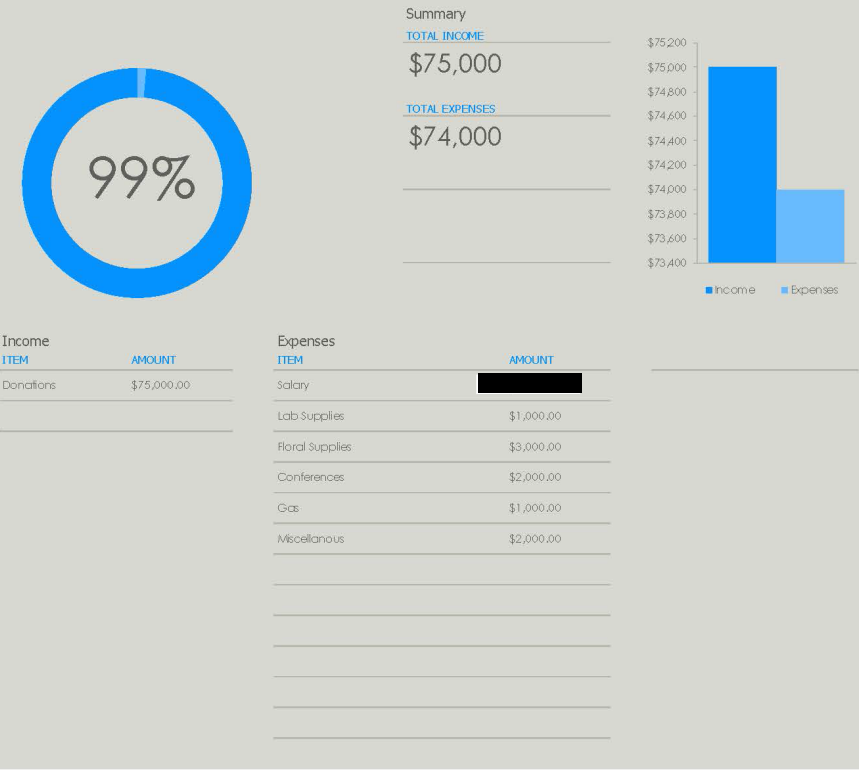 Summary
TOTAL INCOME
$75,000
TOTAL EXPENSES
$74,000
99%
$75,200
$75,000
$74,800
$74,600
$74,400
$74,200
$74,000
$73,800
$73,600
$73,400
Income Expenses
Income
ITEM AMOUNT
Donations $75,000.00
Expenses
ITEM AMOUNT
Salary
Lab Supplies $1,000.00
Floral Supplies $3,000.00
Conferences $2,000.00
Gas $1,000.00
Miscellanous $2,000.00